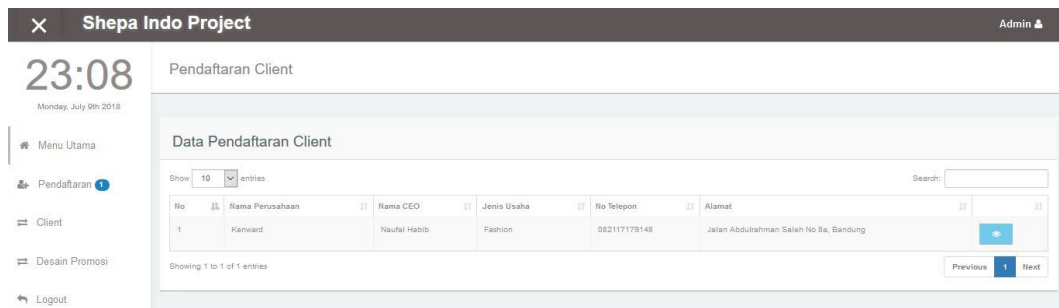 Shepa Indo Project
Admin
23:08
Monday, July 9th 2018
Pendaftaran Client
Menu Utama
Pendaftaran 1
Client
Desain Promosi
Logout
Data Pendaftaran Client
Show 10 entries
Search:
No Nama Perusahaan Nama CEO Jenis Usaha No Telepon Alamat
1 Kenward Naufal Habib Fashion 082117179148 Jalan Abdulrahman Saleh No 8a, Bandung
Showing 1 to 1 of 1 entries
Previous 1 Next